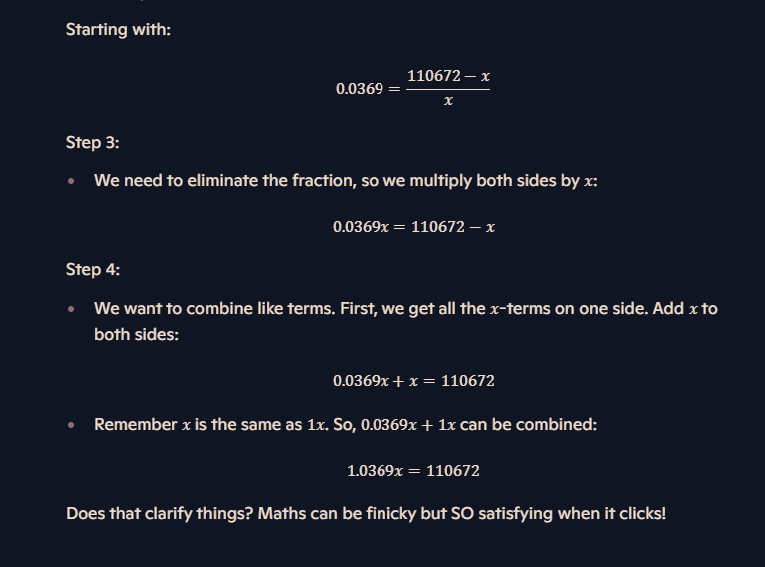 Starting with:
0.0369 = 110672 − x / x
Step 3:
• We need to eliminate the fraction, so we multiply both sides by x:
0.0369x = 110672 − x
Step 4:
• We want to combine like terms. First, we get all the x-terms on one side. Add x to
both sides:
0.0369x + x = 110672
• Remember x is the same as 1x. So, 0.0369x + 1x can be combined:
1.0369x = 110672
Does that clarify things? Maths can be finicky but SO satisfying when it clicks!